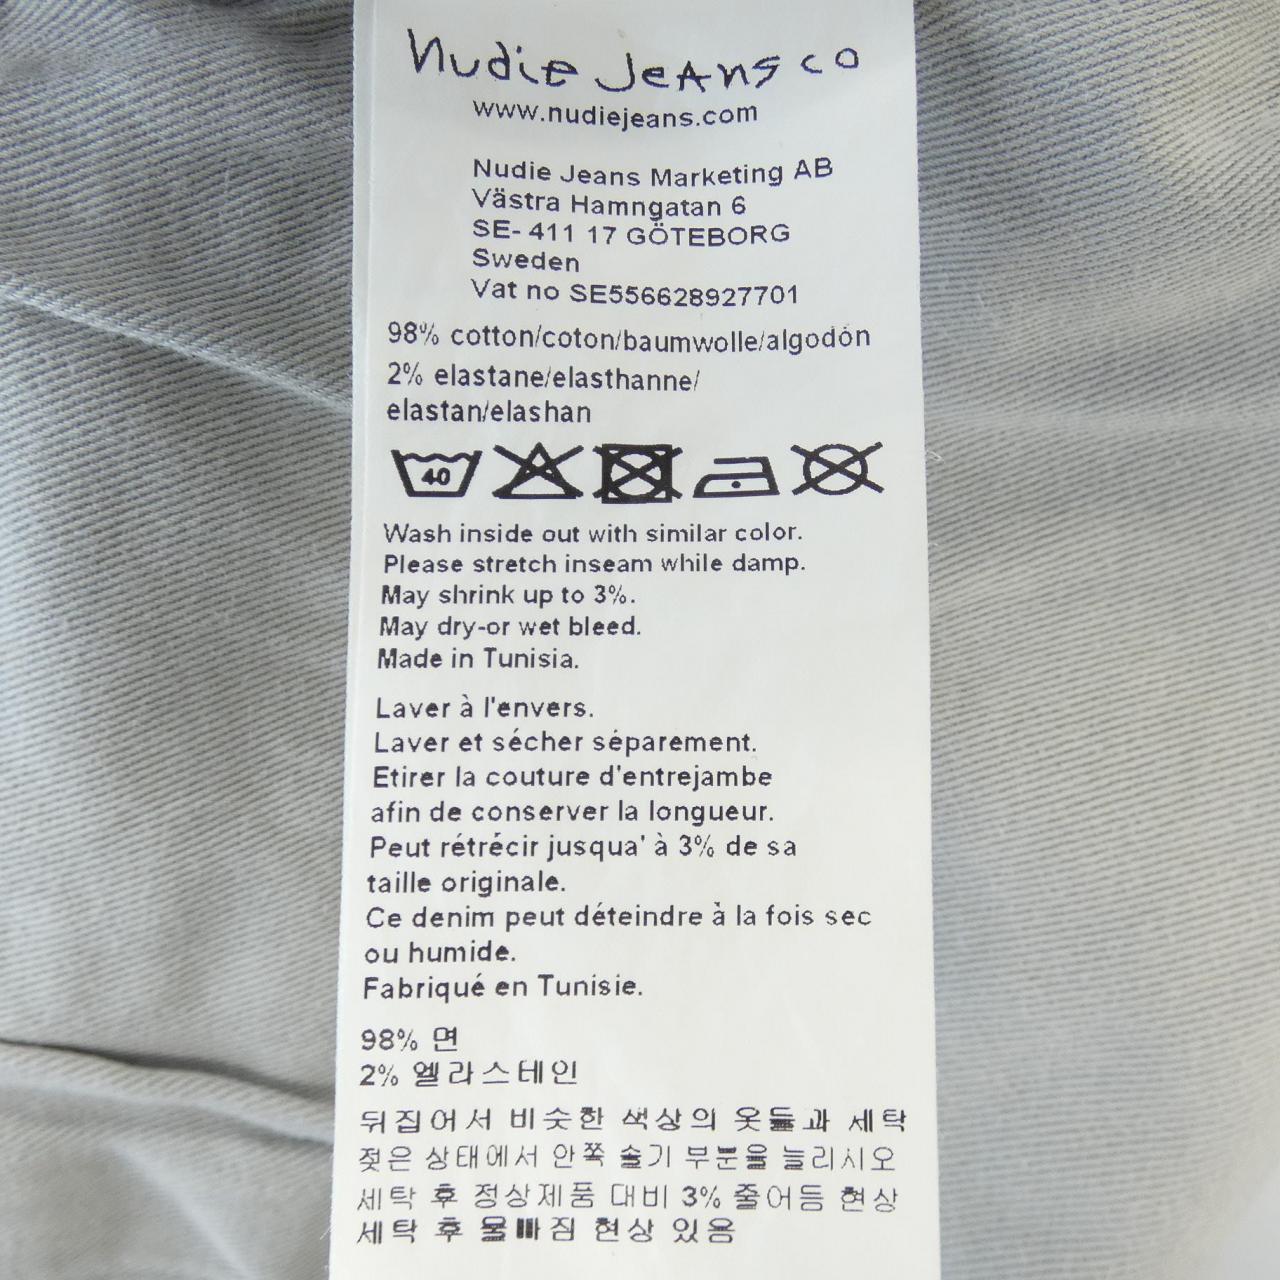 nudie jeans co
www.nudiejeans.com
Nudie Jeans Marketing AB
Västra Hamngatan 6
SE- 411 17 GÖTEBORG
Sweden
Vat no SE556628927701
98% cotton/coton/baumwolle/algodón
2% elastane/elasthanne/
elastan/elashan
40
Wash inside out with similar color.
Please stretch inseam while damp.
May shrink up to 3%.
May dry-or wet bleed.
Made in Tunisia.
Laver à l'envers.
Laver et sécher séparement.
Etirer la couture d'entrejambe
afin de conserver la longueur.
Peut rétrécir jusqua' à 3% de sa
taille originale.
Ce denim peut déteindre à la fois sec
ou humide.
Fabriqué en Tunisie.
98% 면
2% 엘라스테인
뒤집어서 비슷한 색상의 옷들과 세탁
젖은 상태에서 안쪽 솔기 부분을 늘리시오
세탁 후 정상제품 대비 3% 줄어듬 현상
세탁 후 물빠짐 현상 있음